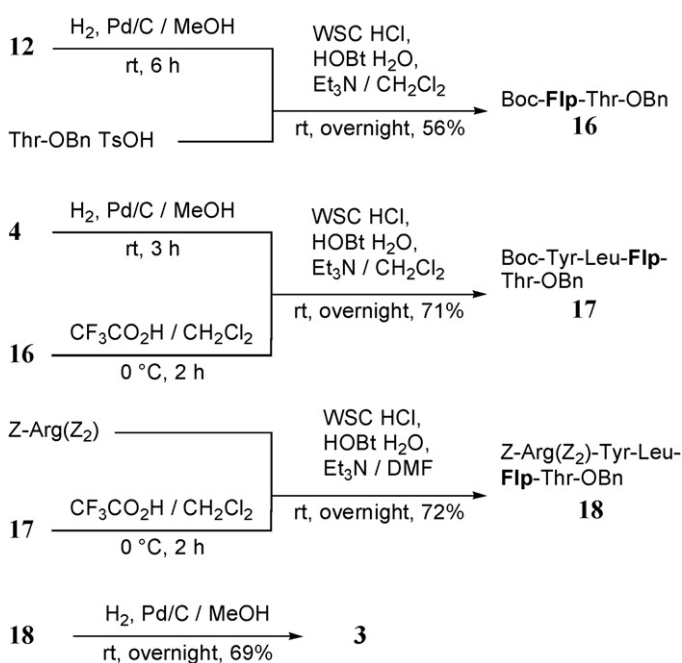 12
H2, Pd/C / MeOH
rt, 6 h
Thr-OBn TsOH
WSC HCl,
HOBt H2O,
Et3N / CH2Cl2
rt, overnight, 56%
Boc-Flp-Thr-OBn
16
4
H2, Pd/C / MeOH
rt, 3 h
16
CF3CO2H / CH2Cl2
0 °C, 2 h
WSC HCl,
HOBt H2O,
Et3N / CH2Cl2
rt, overnight, 71%
Boc-Tyr-Leu-Flp-
Thr-OBn
17
Z-Arg(Z2)
17
CF3CO2H / CH2Cl2
0 °C, 2 h
WSC HCl,
HOBt H2O,
Et3N / DMF
rt, overnight, 72%
Z-Arg(Z2)-Tyr-Leu-
Flp-Thr-OBn
18
18
H2, Pd/C / MeOH
rt, overnight, 69%
3